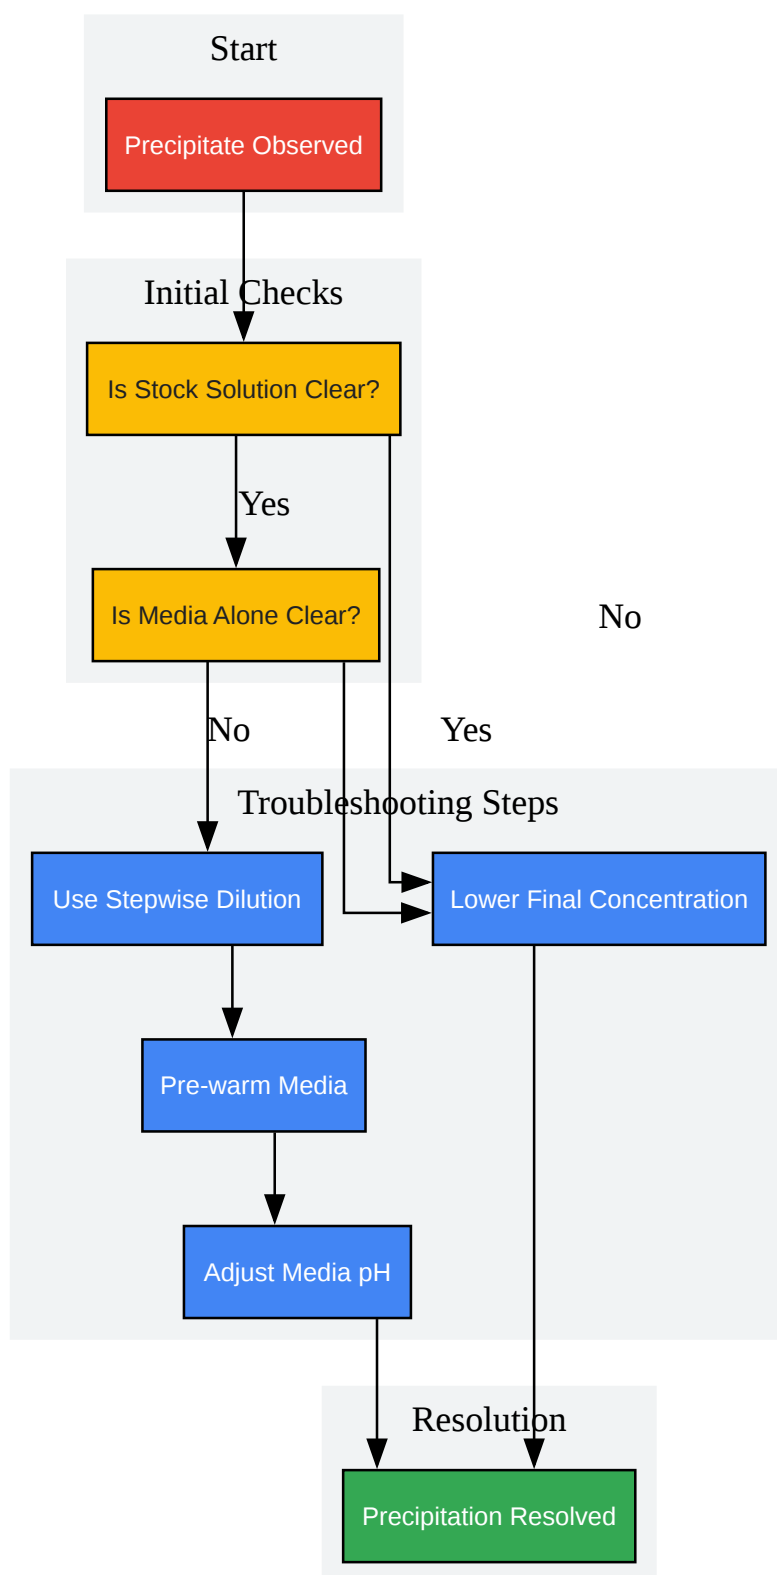 Start
Precipitate Observed
Initial Checks
Is Stock Solution Clear?
Yes
Is Media Alone Clear?
No
No
Yes
Troubleshooting Steps
Use Stepwise Dilution
Lower Final Concentration
Pre-warm Media
Adjust Media pH
Resolution
Precipitation Resolved